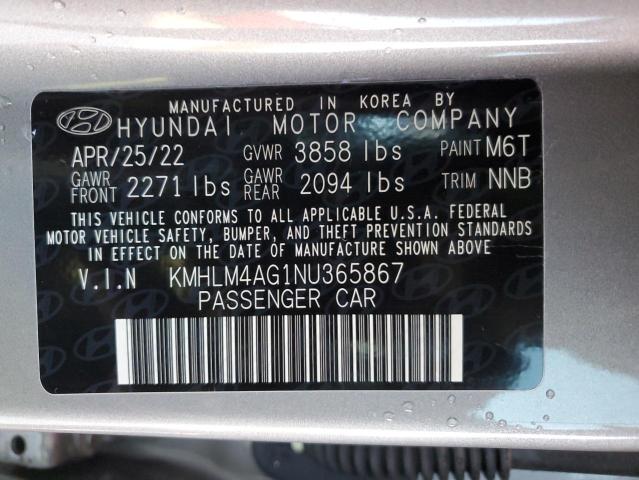 MANUFACTURED IN KOREA BY
HYUNDAI MOTOR COMPANY
APR/25/22 GVWR 3858 lbs PAINT M6T
GAWR FRONT 2271 lbs GAWR REAR 2094 lbs TRIM NNB
THIS VEHICLE CONFORMS TO ALL APPLICABLE U.S.A. FEDERAL
MOTOR VEHICLE SAFETY, BUMPER, AND THEFT PREVENTION STANDARDS
IN EFFECT ON THE DATE OF MANUFACTURE SHOWN ABOVE.
V.I.N KMHLM4AG1NU365867
PASSENGER CAR